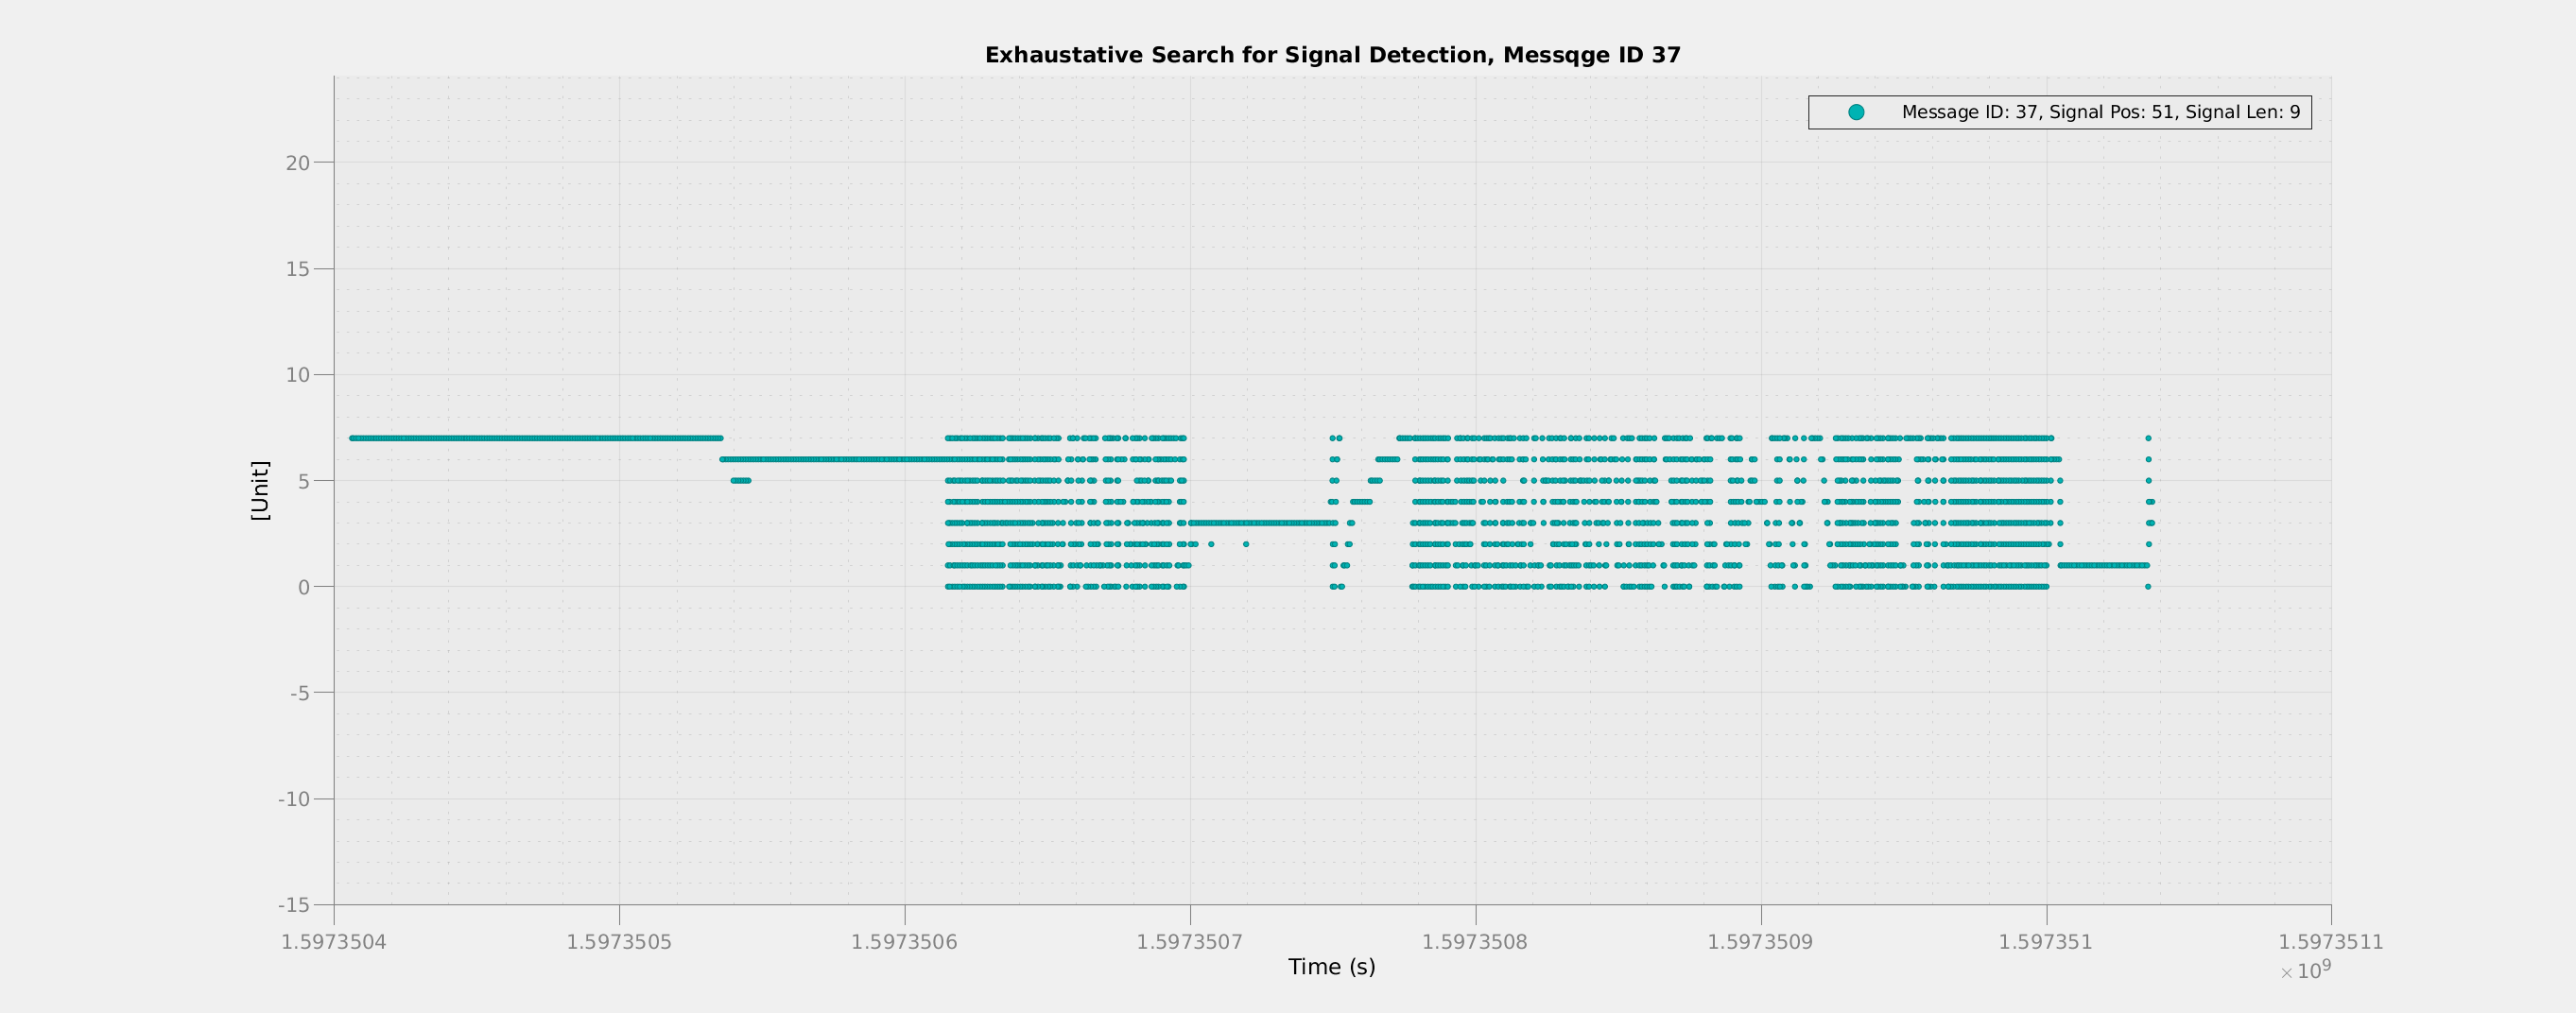 Exhaustative Search for Signal Detection, Messqge ID 37
Message ID: 37, Signal Pos: 51, Signal Len: 9
20
15
10
5
0
-5
-10
-15
[Unit]
1.5973504 1.5973505 1.5973506 1.5973507 1.5973508 1.5973509 1.597351 1.5973511
Time (s)
× 10⁹